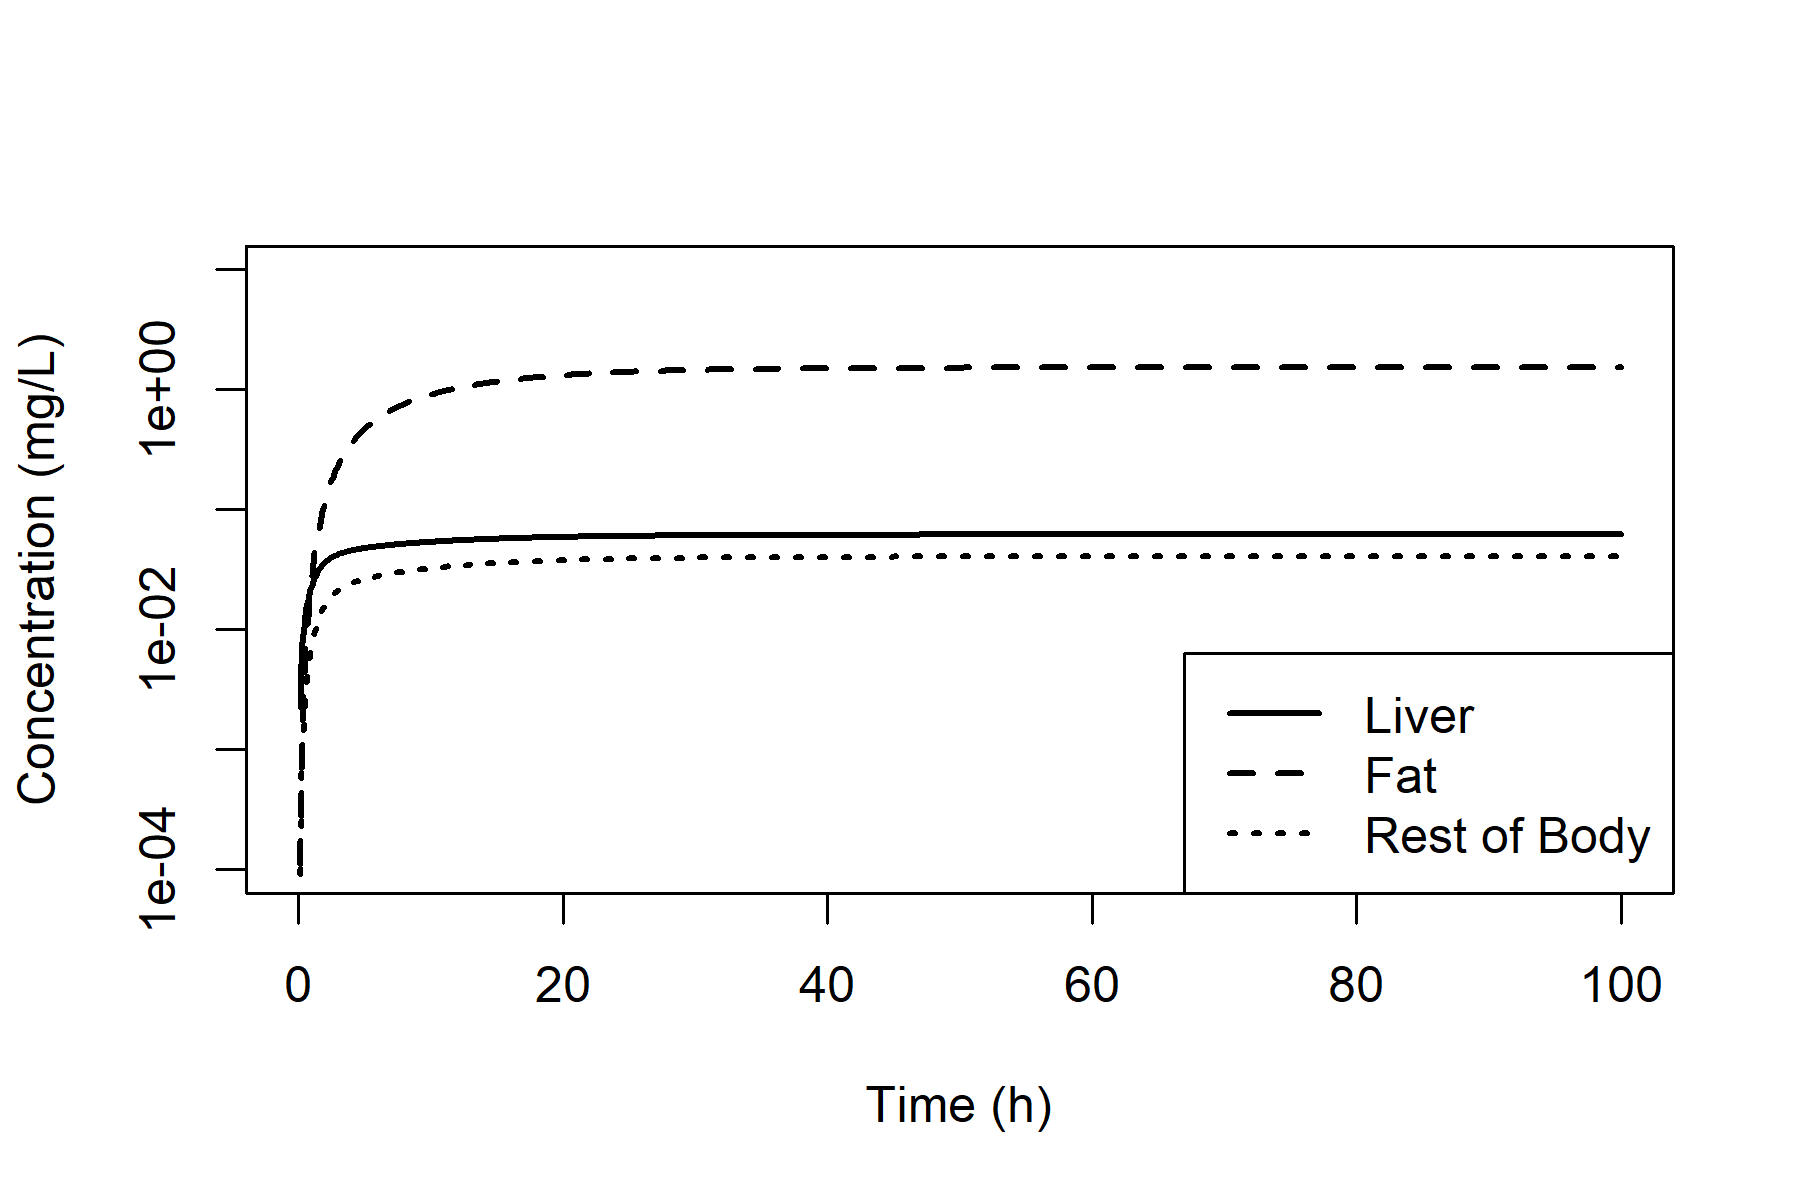 Concentration (mg/L)
1e+00
1e-02
1e-04
Liver
Fat
Rest of Body
0 20 40 60 80 100
Time (h)